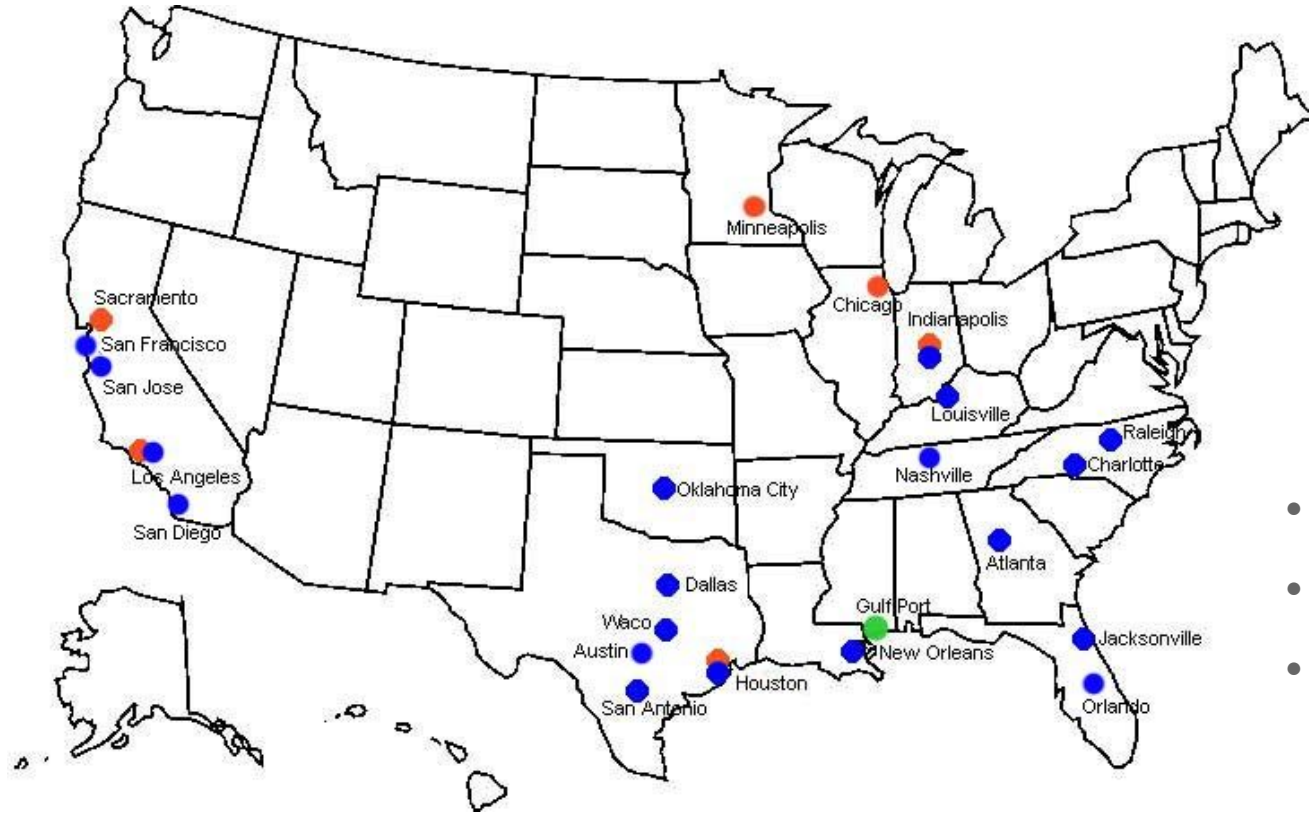 Minneapolis
Chicago
Sacramento
Indianapolis
San Francisco
San Jose
Louisville
Raleigh
Charlotte
Los Angeles
Nashville
Oklahoma City
San Diego
Atlanta
Dallas
Gulf Port
Waco
Jacksonville
Austin
New Orleans
Houston
San Antonio
Orlando